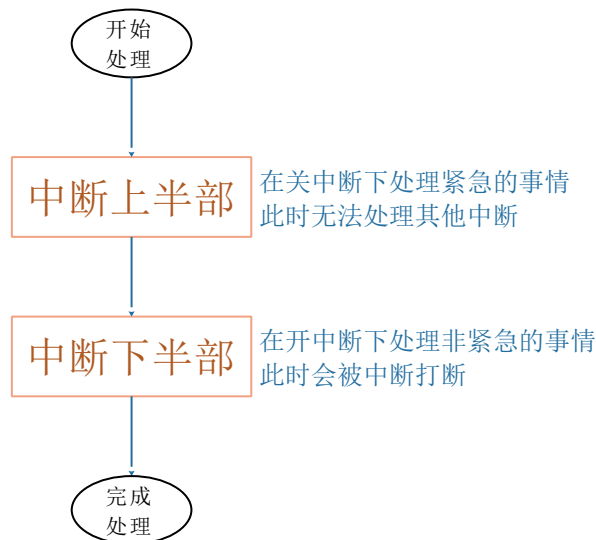 开始
处理
中断上半部
在关中断下处理紧急的事情
此时无法处理其他中断
中断下半部
在开中断下处理非紧急的事情
此时会被中断打断
完成
处理